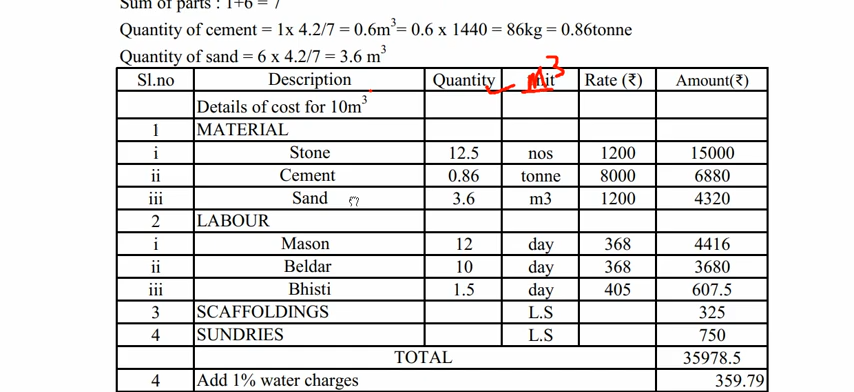 Sum of parts : 1+6 = 7
Quantity of cement = 1x 4.2/7 = 0.6m³= 0.6 x 1440 = 86kg = 0.86tonne
Quantity of sand = 6 x 4.2/7 = 3.6 m³
Sl.no Description Quantity m³ Unit Rate (₹) Amount(₹)
Details of cost for 10m³
1 MATERIAL
i Stone 12.5 nos 1200 15000
ii Cement 0.86 tonne 8000 6880
iii Sand 3.6 m3 1200 4320
2 LABOUR
i Mason 12 day 368 4416
ii Beldar 10 day 368 3680
iii Bhisti 1.5 day 405 607.5
3 SCAFFOLDINGS L.S 325
4 SUNDRIES L.S 750
TOTAL 35978.5
4 Add 1% water charges 359.79